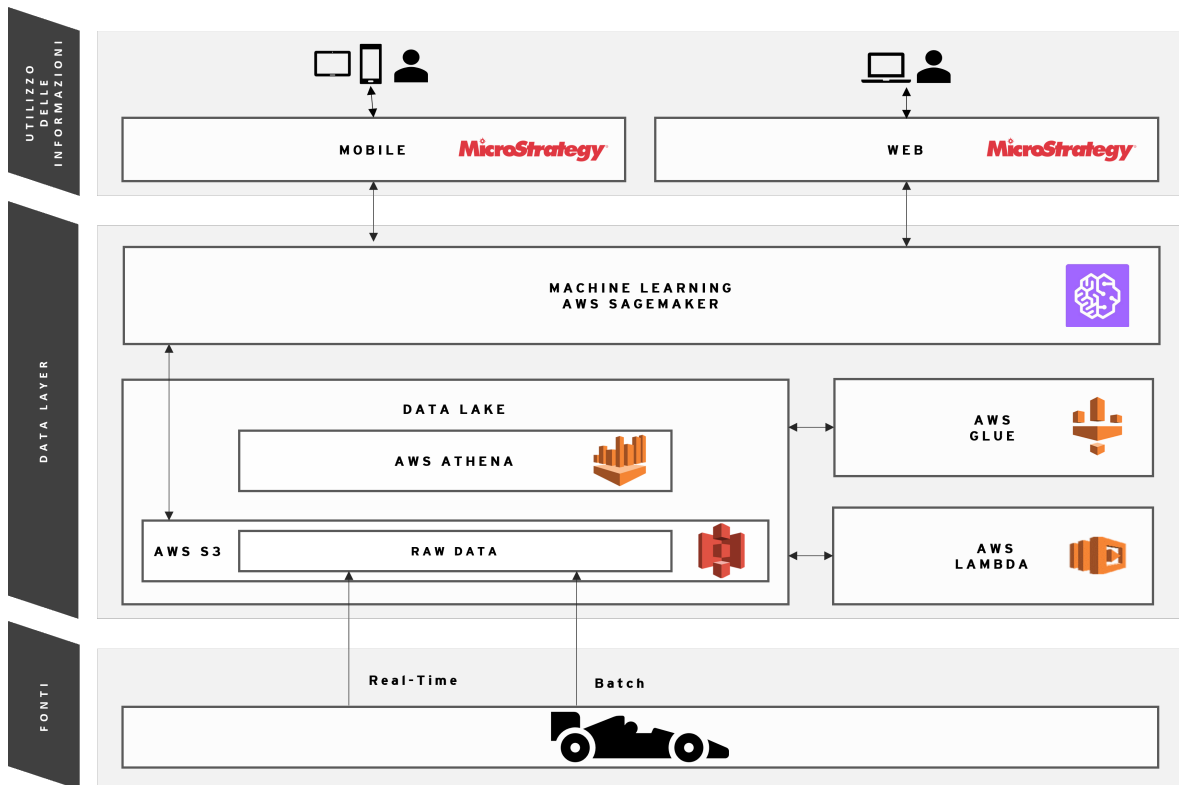 UTILIZZO
DELLE
INFORMAZIONI
MOBILE
MicroStrategy
WEB
MicroStrategy
DATA LAYER
MACHINE LEARNING
AWS SAGEMAKER
DATA LAKE
AWS ATHENA
AWS
GLUE
AWS S3
RAW DATA
AWS
LAMBDA
FONTI
Real-Time
Batch